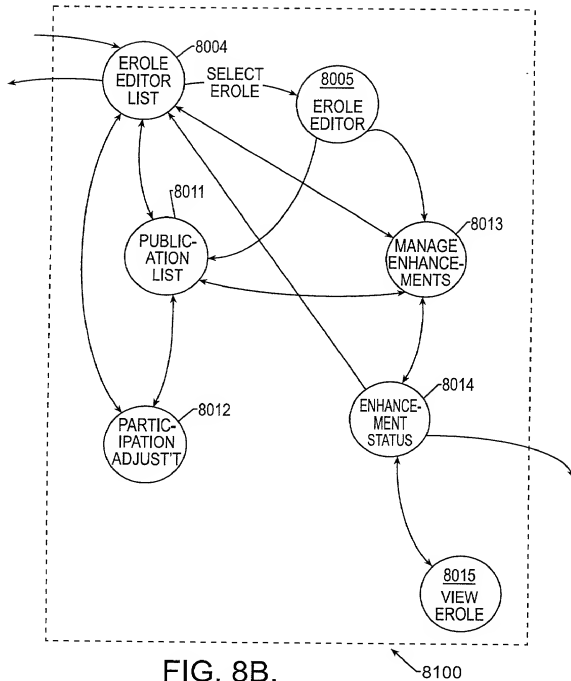 8004
EROLE
EDITOR
LIST
SELECT
EROLE
8005
EROLE
EDITOR
8011
PUBLIC-
ATION
LIST
8013
MANAGE
ENHANCE-
MENTS
8014
ENHANCE-
MENT
STATUS
8012
PARTIC-
IPATION
ADJUST'T
8015
VIEW
EROLE
8100
FIG. 8B.